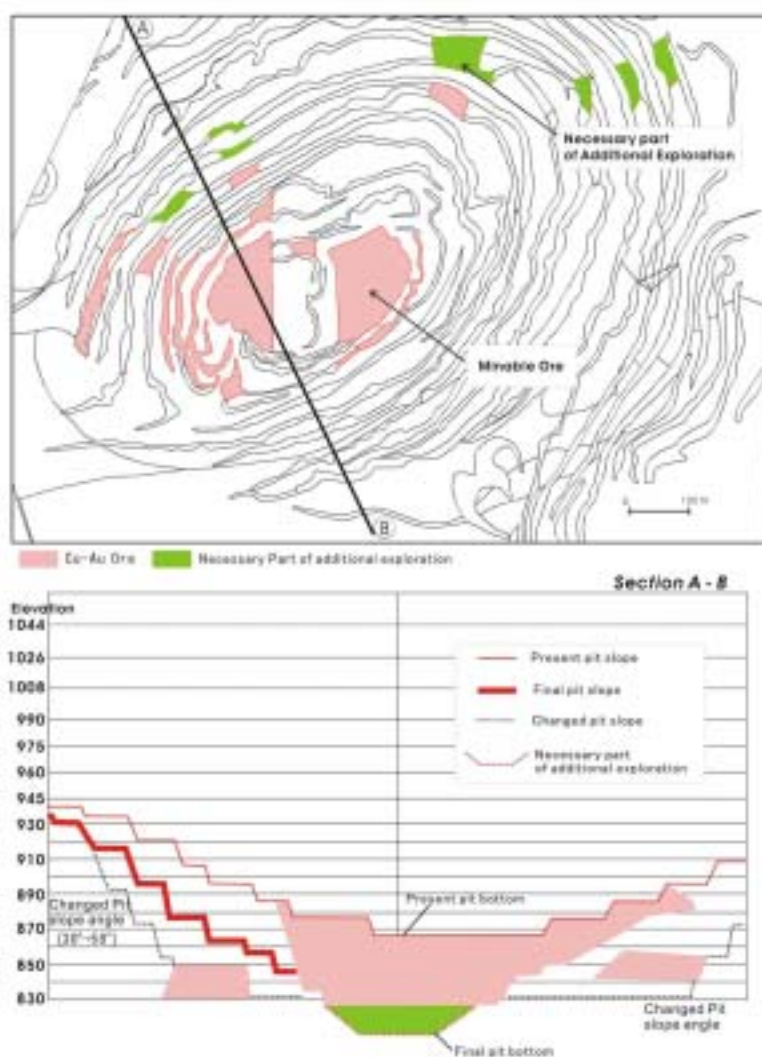 A
Necessary part
of Additional Exploration
Minable Ore
B
0 100 M
Cu-Au Ore
Necessary Part of additional exploration
Section A - B
Elevation
1044
1026
1008
990
975
960
945
930
910
890
870
850
830
Present pit slope
Final pit slope
Changed pit slope
Necessary part
of additional exploration
Changed Pit
slope angle
Present pit bottom
Changed Pit
slope angle
Final pit bottom